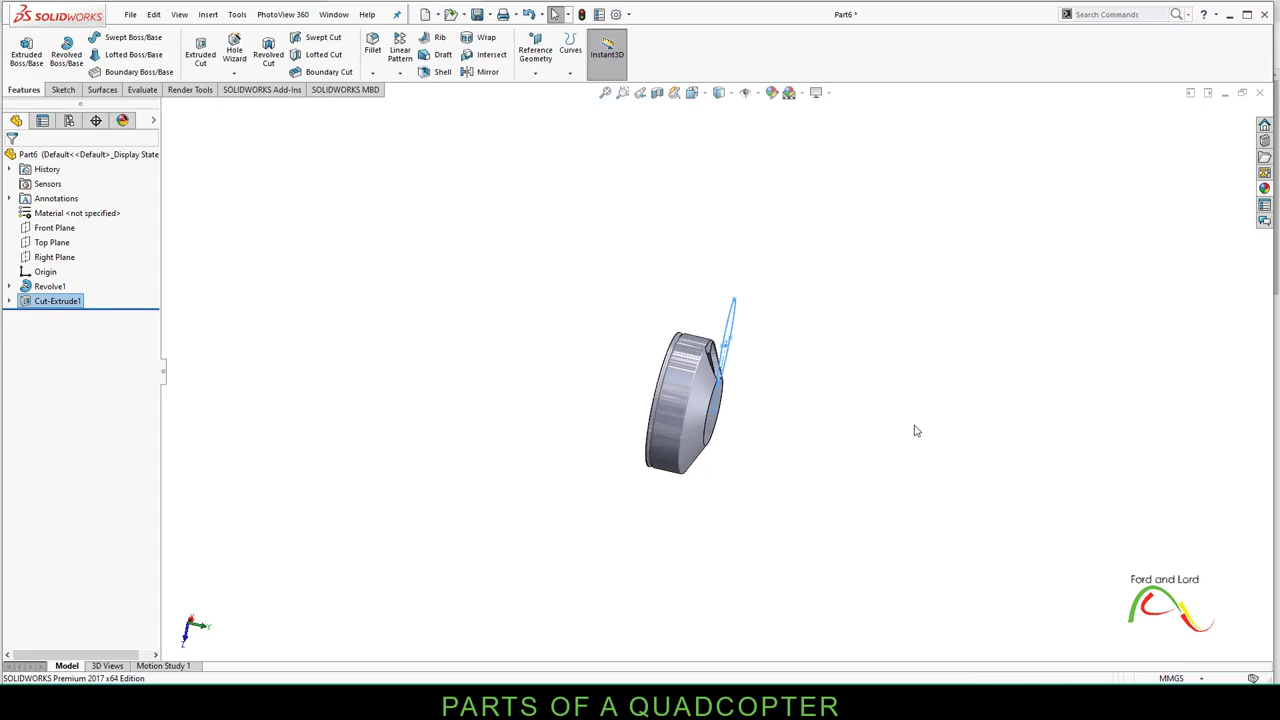 SOLIDWORKS File Edit View Insert Tools PhotoView 360 Window Help Part6 * Search Commands
Extruded Boss/Base Revolved Boss/Base Swept Boss/Base Lofted Boss/Base Boundary Boss/Base Extruded Cut Hole Wizard Revolved Cut Swept Cut Lofted Cut Boundary Cut Fillet Linear Pattern Rib Draft Shell Wrap Intersect Mirror Reference Geometry Curves Instant3D
Features Sketch Surfaces Evaluate Render Tools SOLIDWORKS Add-Ins SOLIDWORKS MBD
Part6 (Default<<Default>_Display State
History
Sensors
Annotations
Material <not specified>
Front Plane
Top Plane
Right Plane
Origin
Revolve1
Cut-Extrude1
Ford and Lord
Y
Z
Model 3D Views Motion Study 1
SOLIDWORKS Premium 2017 x64 Edition MMGS
PARTS OF A QUADCOPTER